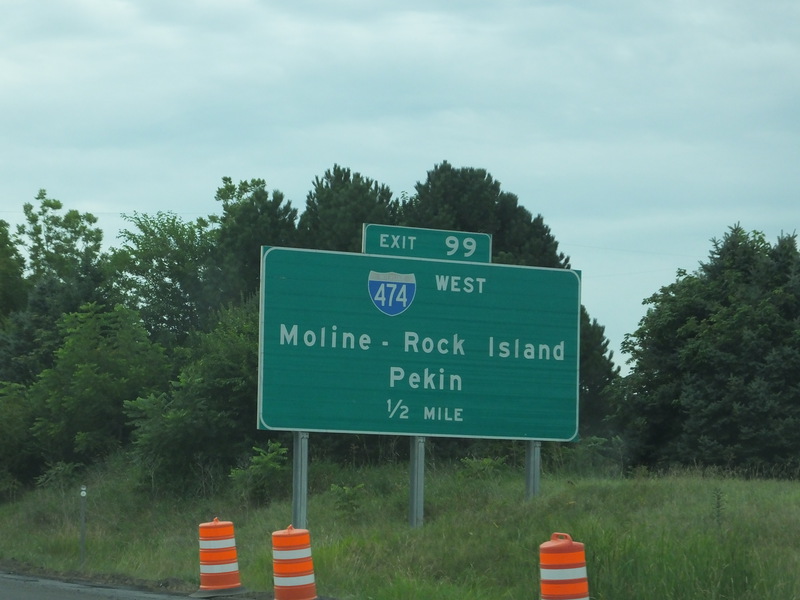 EXIT 99
474 WEST
Moline - Rock Island
Pekin
1/2 MILE